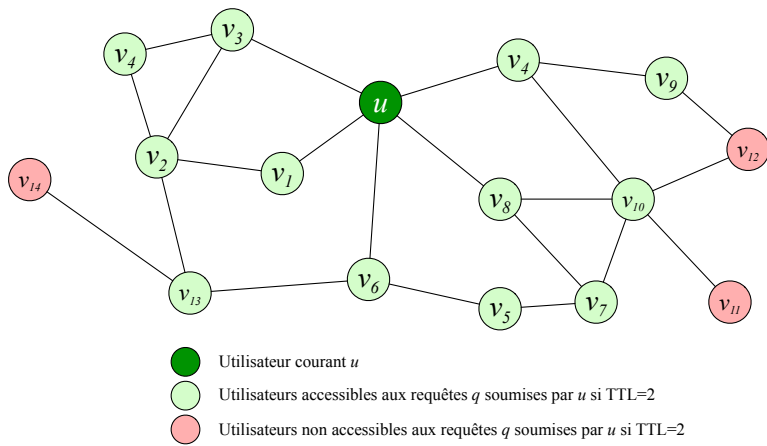 v3
v4
v4
v9
u
v12
v2
v1
v14
v8
v10
v6
v13
v5
v7
v11
Utilisateur courant u
Utilisateurs accessibles aux requêtes q soumises par u si TTL=2
Utilisateurs non accessibles aux requêtes q soumises par u si TTL=2